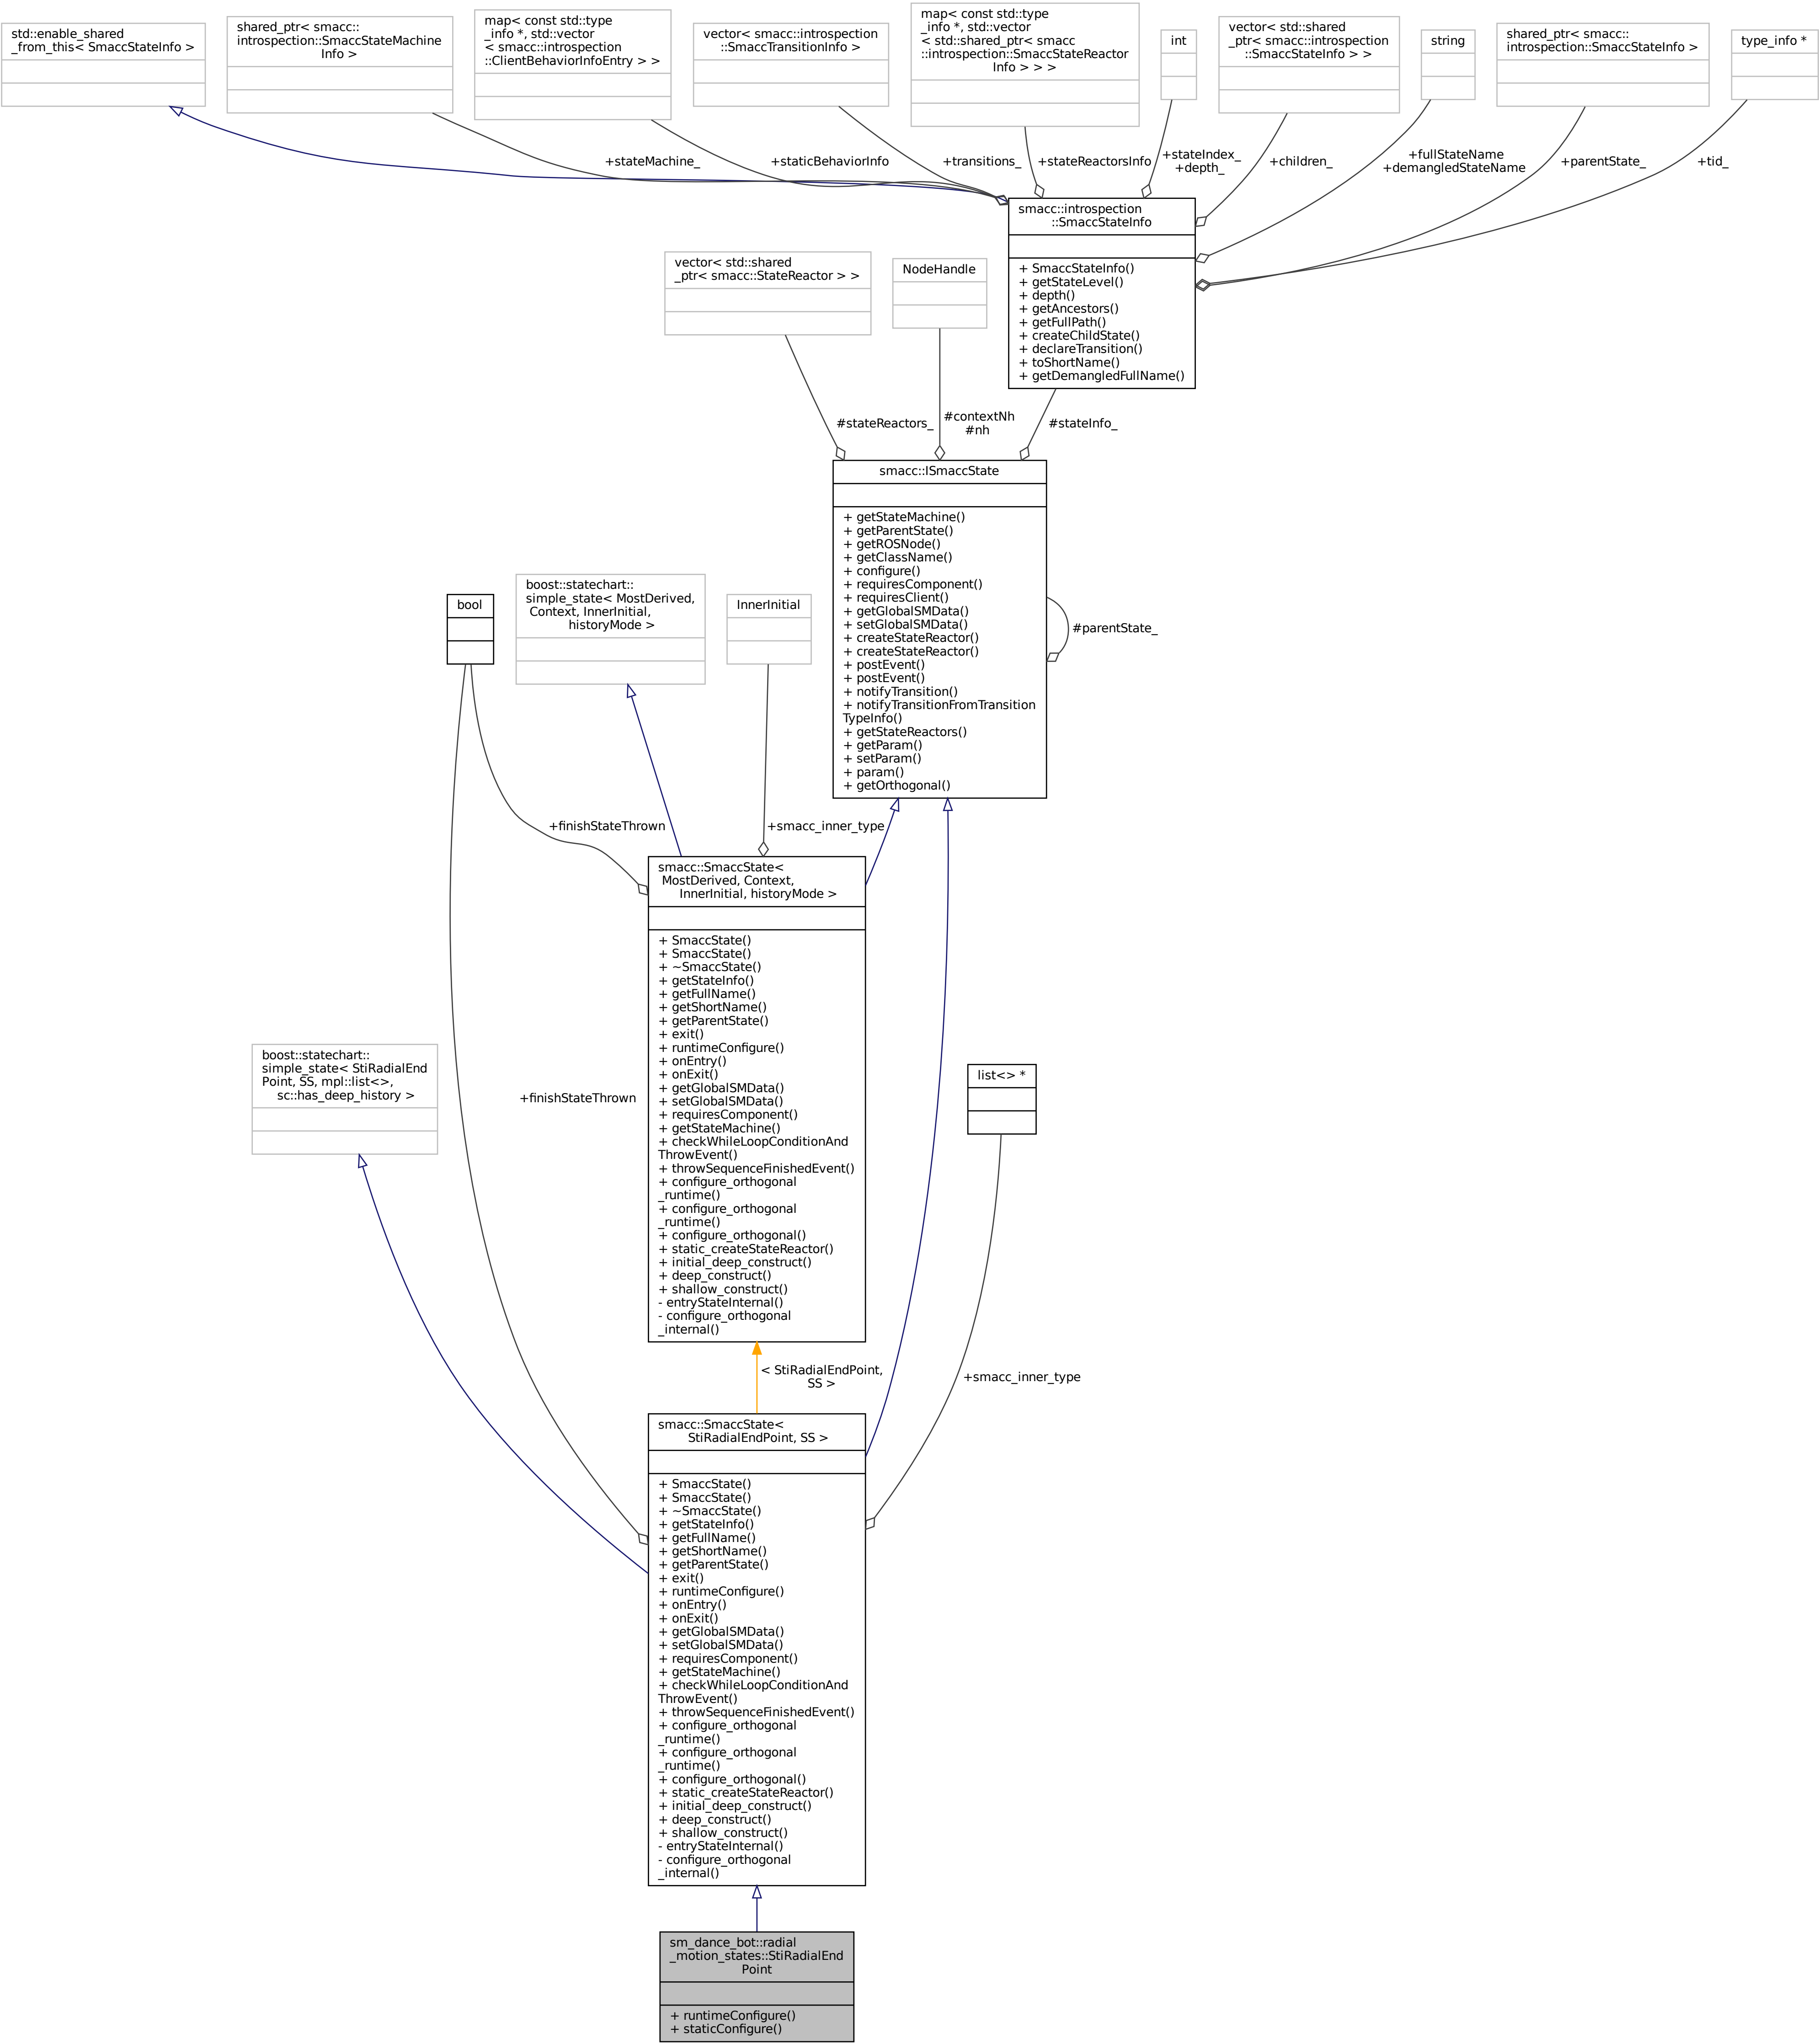 std::enable_shared
_from_this< SmaccStateInfo >
shared_ptr< smacc::
introspection::SmaccStateMachine
Info >
map< const std::type
_info *, std::vector
< smacc::introspection
::ClientBehaviorInfoEntry > >
vector< smacc::introspection
::SmaccTransitionInfo >
map< const std::type
_info *, std::vector
< std::shared_ptr< smacc
::introspection::SmaccStateReactor
Info > > >
int
vector< std::shared
_ptr< smacc::introspection
::SmaccStateInfo > >
string
shared_ptr< smacc::
introspection::SmaccStateInfo >
type_info *
+stateMachine_
+staticBehaviorInfo
+transitions_
+stateReactorsInfo
+stateIndex_
+depth_
+children_
+fullStateName
+demangledStateName
+parentState_
+tid_
smacc::introspection
::SmaccStateInfo
+ SmaccStateInfo()
+ getStateLevel()
+ depth()
+ getAncestors()
+ getFullPath()
+ createChildState()
+ declareTransition()
+ toShortName()
+ getDemangledFullName()
vector< std::shared
_ptr< smacc::StateReactor > >
NodeHandle
#stateReactors_
#contextNh
#nh
#stateInfo_
smacc::ISmaccState
+ getStateMachine()
+ getParentState()
+ getROSNode()
+ getClassName()
+ configure()
+ requiresComponent()
+ requiresClient()
+ getGlobalSMData()
+ setGlobalSMData()
+ createStateReactor()
+ createStateReactor()
+ postEvent()
+ postEvent()
+ notifyTransition()
+ notifyTransitionFromTransition
TypeInfo()
+ getStateReactors()
+ getParam()
+ setParam()
+ param()
+ getOrthogonal()
#parentState_
bool
boost::statechart::
simple_state< MostDerived,
Context, InnerInitial,
historyMode >
InnerInitial
+finishStateThrown
+smacc_inner_type
smacc::SmaccState<
MostDerived, Context,
InnerInitial, historyMode >
+ SmaccState()
+ SmaccState()
+ ~SmaccState()
+ getStateInfo()
+ getFullName()
+ getShortName()
+ getParentState()
+ exit()
+ runtimeConfigure()
+ onEntry()
+ onExit()
+ getGlobalSMData()
+ setGlobalSMData()
+ requiresComponent()
+ getStateMachine()
+ checkWhileLoopConditionAnd
ThrowEvent()
+ throwSequenceFinishedEvent()
+ configure_orthogonal
_runtime()
+ configure_orthogonal
_runtime()
+ configure_orthogonal()
+ static_createStateReactor()
+ initial_deep_construct()
+ deep_construct()
+ shallow_construct()
- entryStateInternal()
- configure_orthogonal
_internal()
boost::statechart::
simple_state< StiRadialEnd
Point, SS, mpl::list<>,
sc::has_deep_history >
+finishStateThrown
list<> *
< StiRadialEndPoint,
SS >
+smacc_inner_type
smacc::SmaccState<
StiRadialEndPoint, SS >
+ SmaccState()
+ SmaccState()
+ ~SmaccState()
+ getStateInfo()
+ getFullName()
+ getShortName()
+ getParentState()
+ exit()
+ runtimeConfigure()
+ onEntry()
+ onExit()
+ getGlobalSMData()
+ setGlobalSMData()
+ requiresComponent()
+ getStateMachine()
+ checkWhileLoopConditionAnd
ThrowEvent()
+ throwSequenceFinishedEvent()
+ configure_orthogonal
_runtime()
+ configure_orthogonal
_runtime()
+ configure_orthogonal()
+ static_createStateReactor()
+ initial_deep_construct()
+ deep_construct()
+ shallow_construct()
- entryStateInternal()
- configure_orthogonal
_internal()
sm_dance_bot::radial
_motion_states::StiRadialEnd
Point
+ runtimeConfigure()
+ staticConfigure()